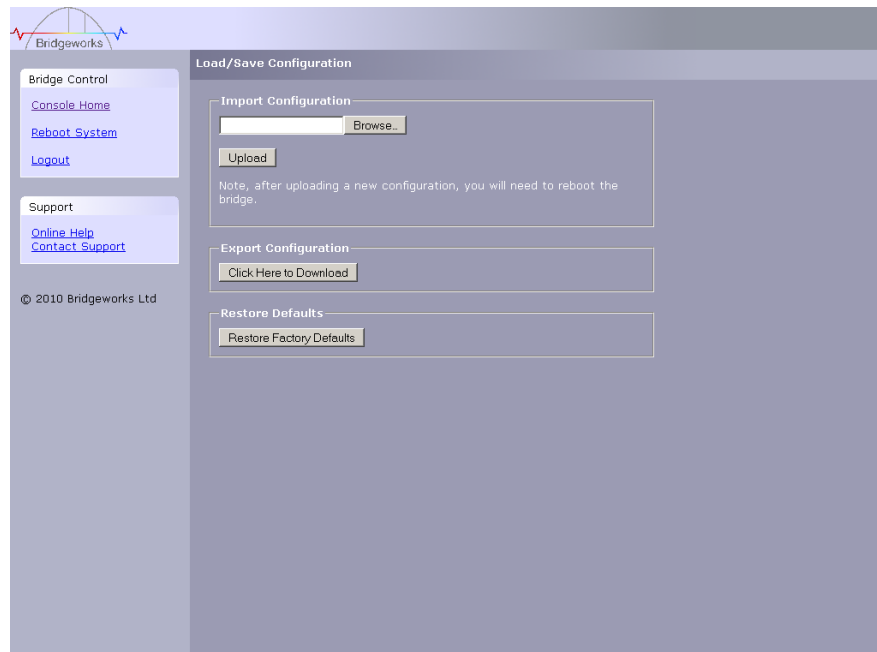 Bridgeworks
Load/Save Configuration
Bridge Control
Console Home
Reboot System
Logout
Support
Online Help
Contact Support
© 2010 Bridgeworks Ltd
Import Configuration
Browse..
Upload
Note, after uploading a new configuration, you will need to reboot the
bridge.
Export Configuration
Click Here to Download
Restore Defaults
Restore Factory Defaults